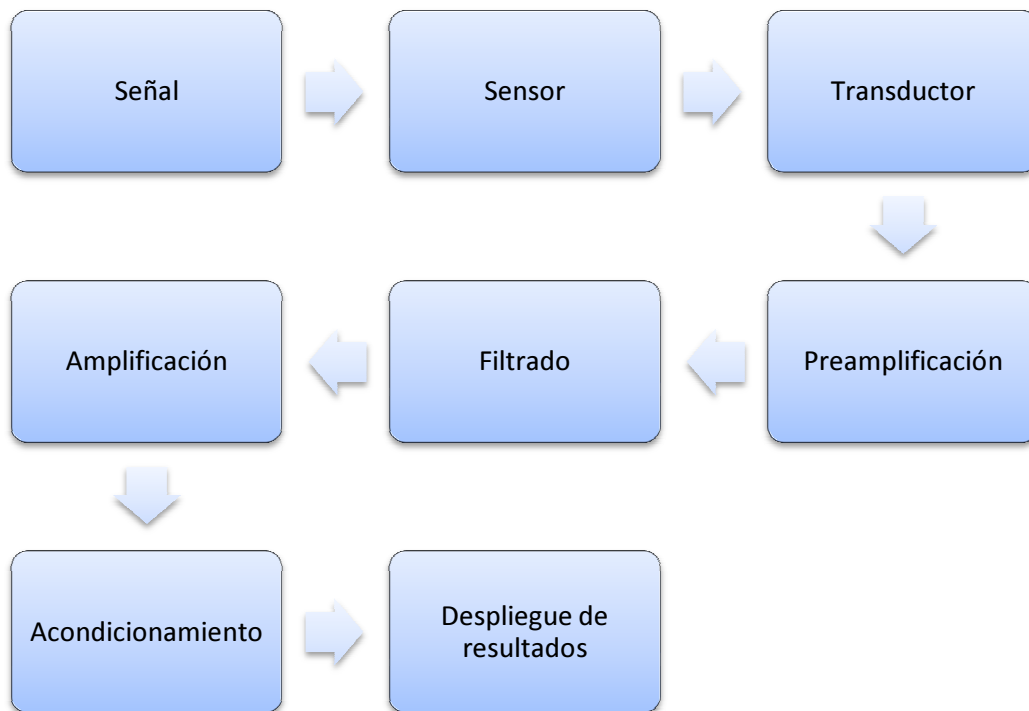 Señal
Sensor
Transductor
Amplificación
Filtrado
Preamplificación
Acondicionamiento
Despliegue de
resultados